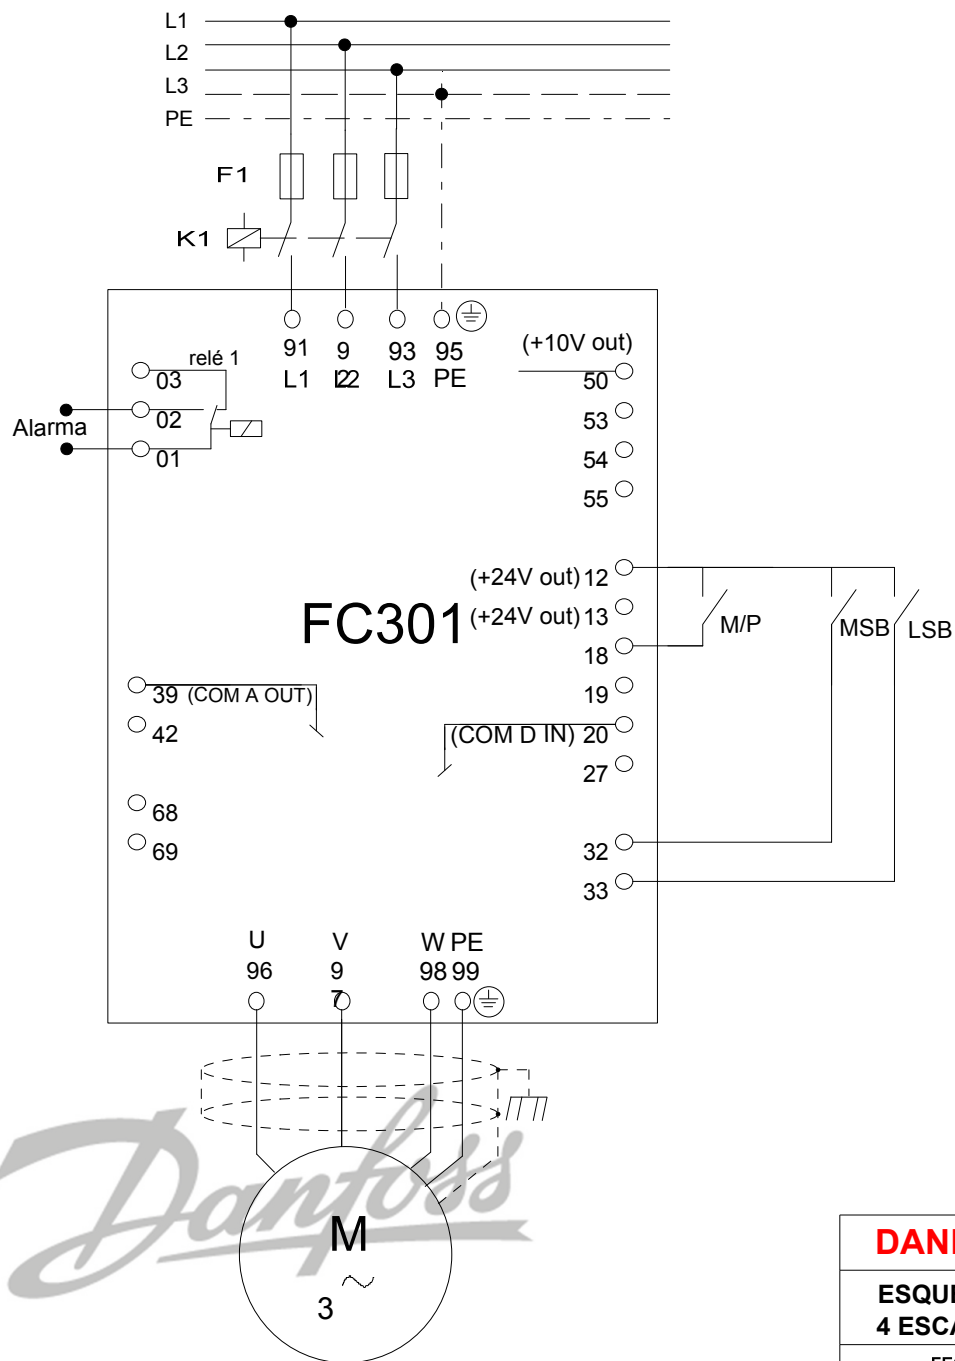 L1
L2
L3
PE
F1
K1
91
9
2
93
95
L1
L2
L3
PE
(+10V out)
50
relé 1
03
02
01
Alarma
53
54
55
(+24V out) 12
(+24V out) 13
FC301
M/P
MSB
LSB
18
19
39 (COM A OUT)
42
(COM D IN) 20
27
68
69
32
33
U
V
W
PE
96
9
7
98
99
Danfoss
M
3
4